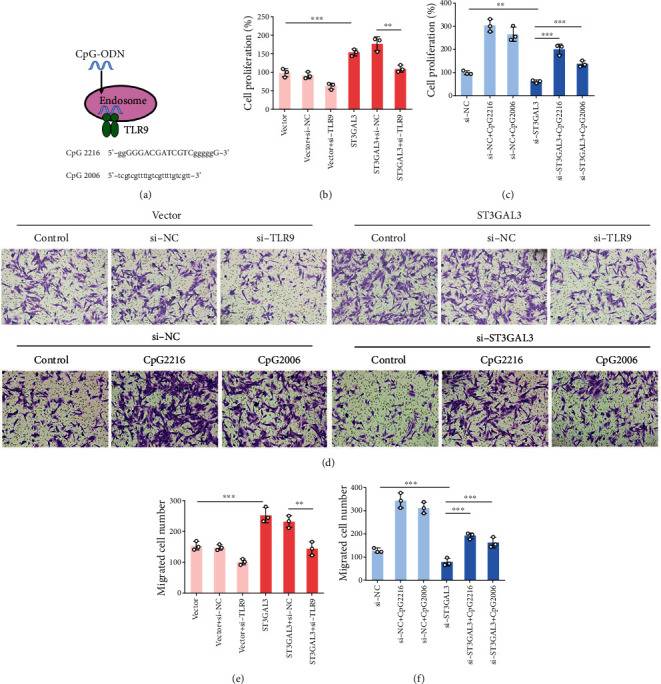 CpG-ODN
Endosome
TLR9
CpG 2216 5'-ggGGGACGATCGTCgggggG-3'
CpG 2006 5'-tcgtcgttttgtcgttttgtcgtt-3'
(a)
Cell proliferation (%)
250
200
150
100
50
0
***
**
Vector
Vector+si-NC
Vector+si-TLR9
ST3GAL3
ST3GAL3+si-NC
ST3GAL3+si-TLR9
(b)
Cell proliferation (%)
400
300
200
100
0
**
***
***
si-NC
si-NC+CpG2216
si-NC+CpG2006
si-ST3GAL3
si-ST3GAL3+CpG2216
si-ST3GAL3+CpG2006
(c)
Vector ST3GAL3
Control si-NC si-TLR9 Control si-NC si-TLR9
si-NC si-ST3GAL3
Control CpG2216 CpG2006 Control CpG2216 CpG2006
(d)
Migrated cell number
300
200
100
0
***
**
Vector
Vector+si-NC
Vector+si-TLR9
ST3GAL3
ST3GAL3+si-NC
ST3GAL3+si-TLR9
(e)
Migrated cell number
400
300
200
100
0
***
***
***
si-NC
si-NC+CpG2216
si-NC+CpG2006
si-ST3GAL3
si-ST3GAL3+CpG2216
si-ST3GAL3+CpG2006
(f)